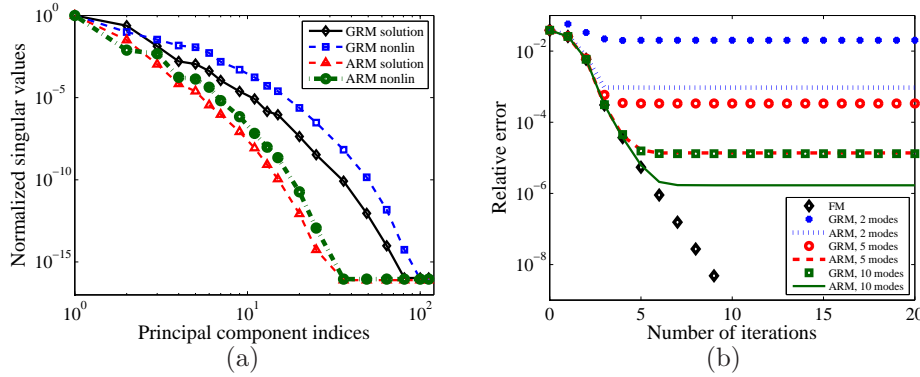 10^0
10^-5
10^-10
10^-15
Normalized singular values
10^0
10^1
10^2
Principal component indices
GRM solution
GRM nonlin
ARM solution
ARM nonlin
(a)
10^-2
10^-4
10^-6
10^-8
Relative error
0
5
10
15
20
Number of iterations
FM
GRM, 2 modes
ARM, 2 modes
GRM, 5 modes
ARM, 5 modes
GRM, 10 modes
ARM, 10 modes
(b)